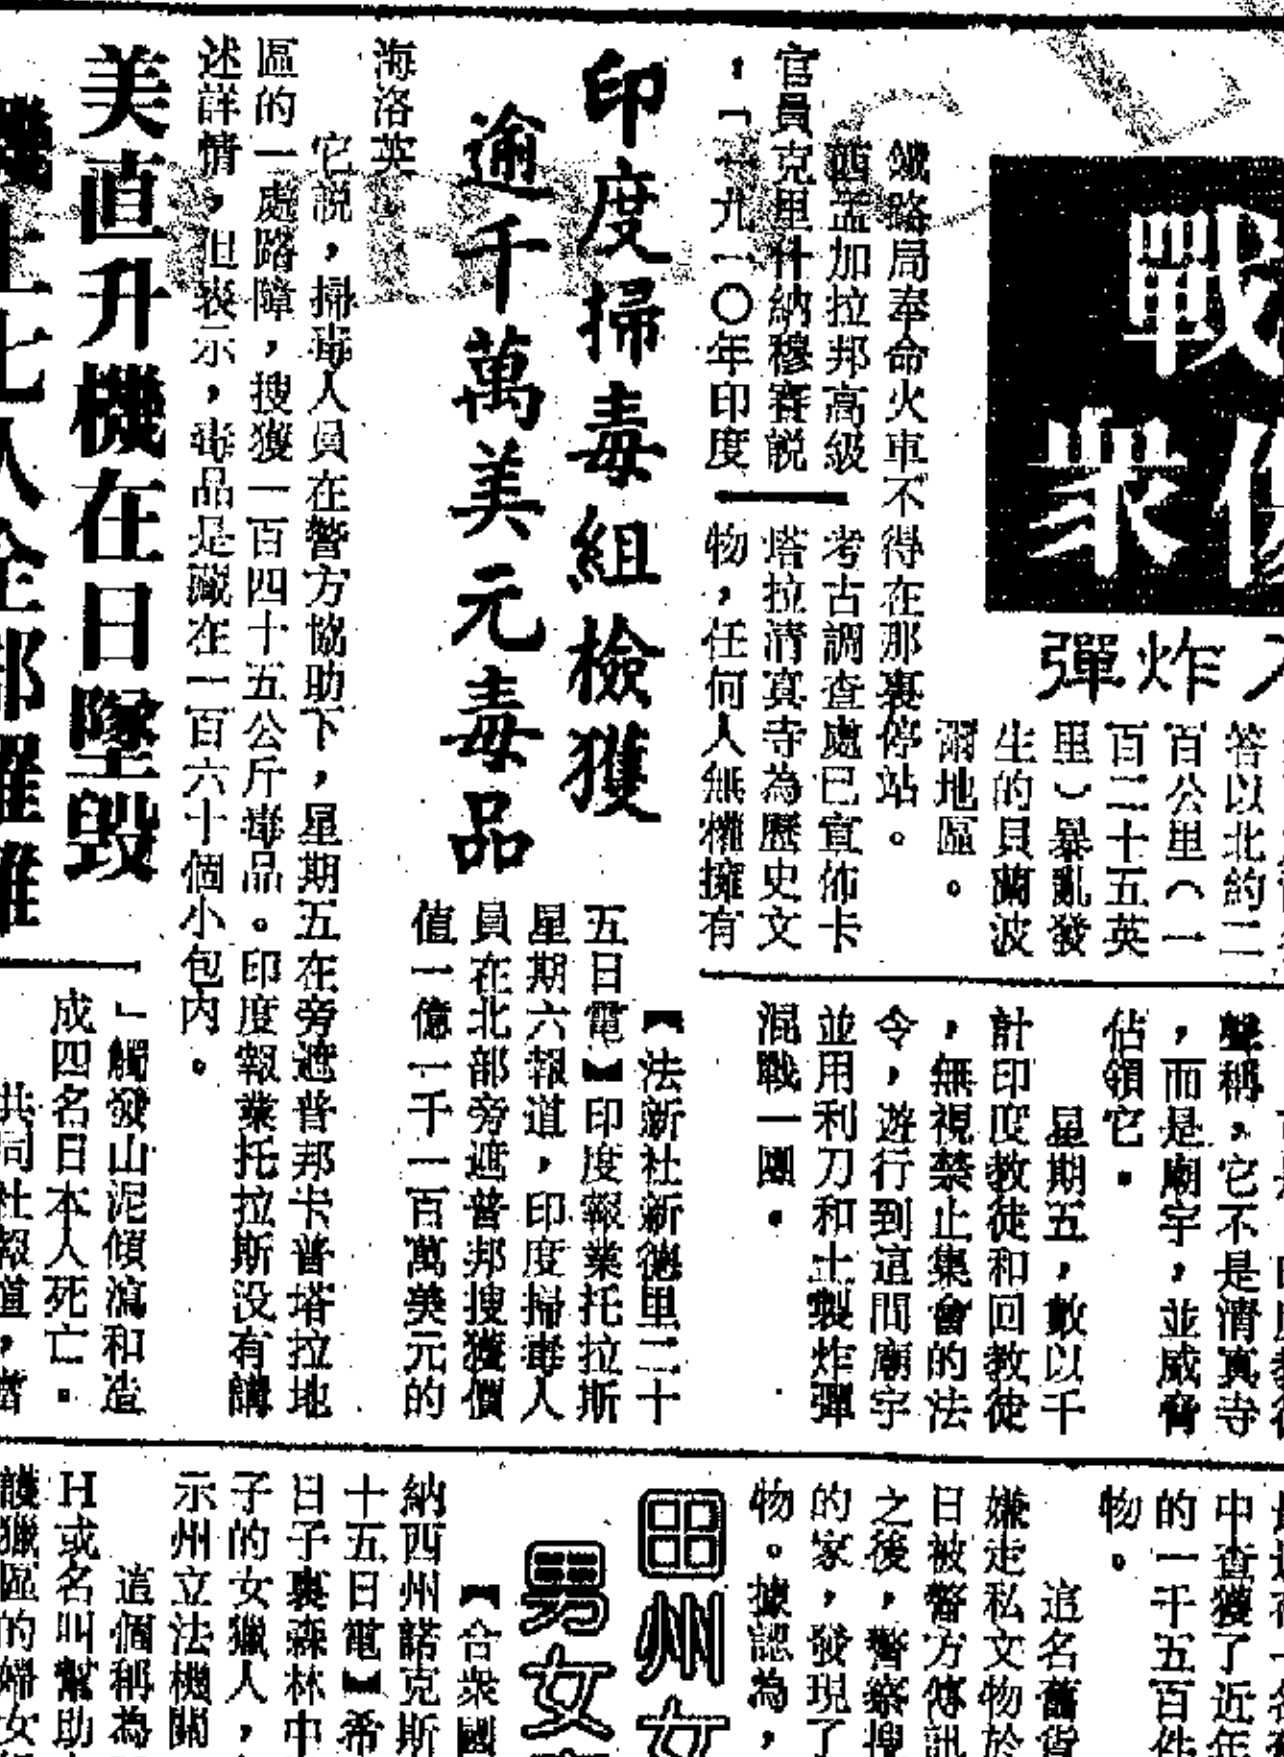 戰
衆
炸彈
答以北約二
百公里(一
百二十五英
里)暴亂發
生的貝蘭波
爾地區。
鐵路局奉命火車不得在那裏停站。
西孟加拉邦高級
官員克里什納穆賽説
,「一九一〇年印度
考古調查處已宣佈卡
塔拉清真寺為歷史文
物,任何人無權擁有
聲稱,它不是清真寺
,而是廟宇,並威脅
佔領它。
星期五,數以千
計印度教徒和回教徒
,無視禁止集會的法
令,遊行到這間廟宇
並用利刀和土製炸彈
混戰一團。
印度掃毒組檢獲
逾千萬美元毒品
【法新社新德里二十
五日電】印度報業托拉斯
星期六報道,印度掃毒人
員在北部旁遮普邦搜獲價
值一億一千一百萬美元的
海洛英
它説,掃毒人員在警方協助下,星期五在旁遮普邦卡普塔拉地
區的一處路障,搜獲一百四十五公斤毒品。印度報業托拉斯没有講
述詳情,但表示,毒品是藏在一百六十個小包內。
美直升機在日墜毀
機上七人全部罹難
」觸發山泥傾瀉和造
成四名日本人死亡。
共同社報道,當
中查獲了近年
的一千五百件
物。
這名舊貨
嫌走私文物於
日被警方傳訊
之後,警察搜
的家,發現了
物。據認為,
田州女
男女
【合衆國
納西州諾克斯
十五日電】希
日子裏森林中
子的女獵人,
示州立法機關
這個稱為
H或名叫幫助
護獵區的婦女